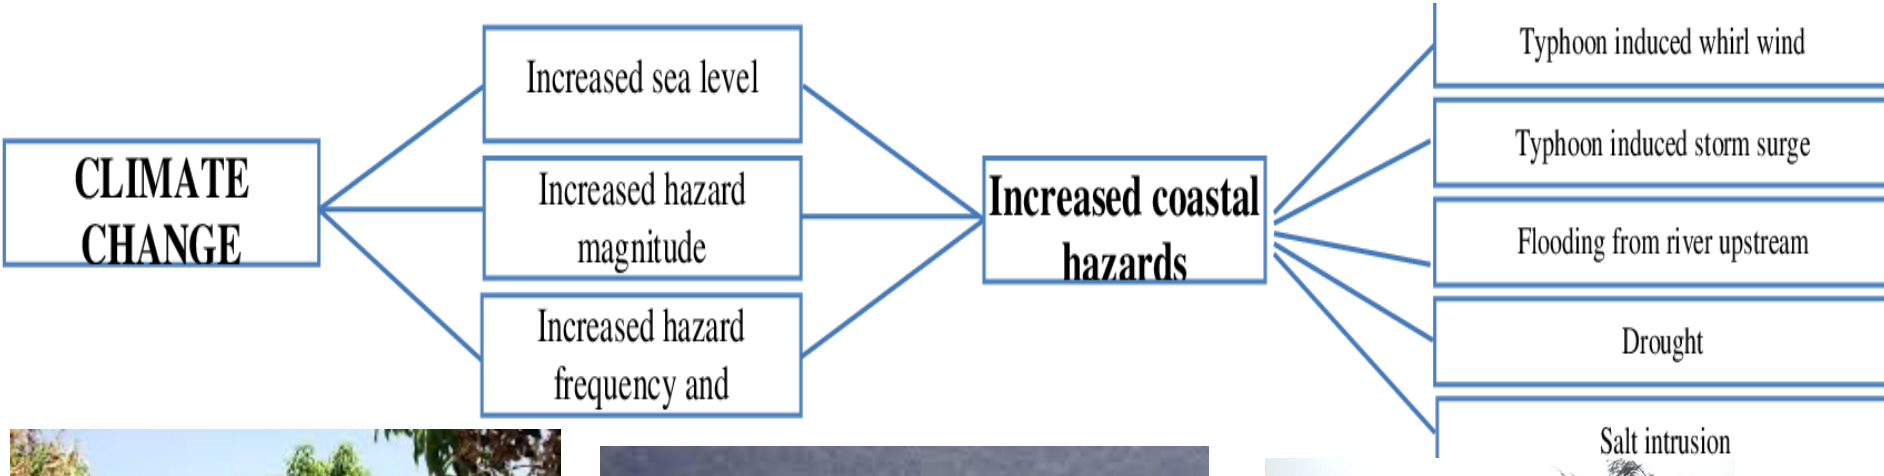 CLIMATE
CHANGE
Increased sea level
Increased hazard
magnitude
Increased hazard
frequency and
Increased coastal
hazards
Typhoon induced whirl wind
Typhoon induced storm surge
Flooding from river upstream
Drought
Salt intrusion